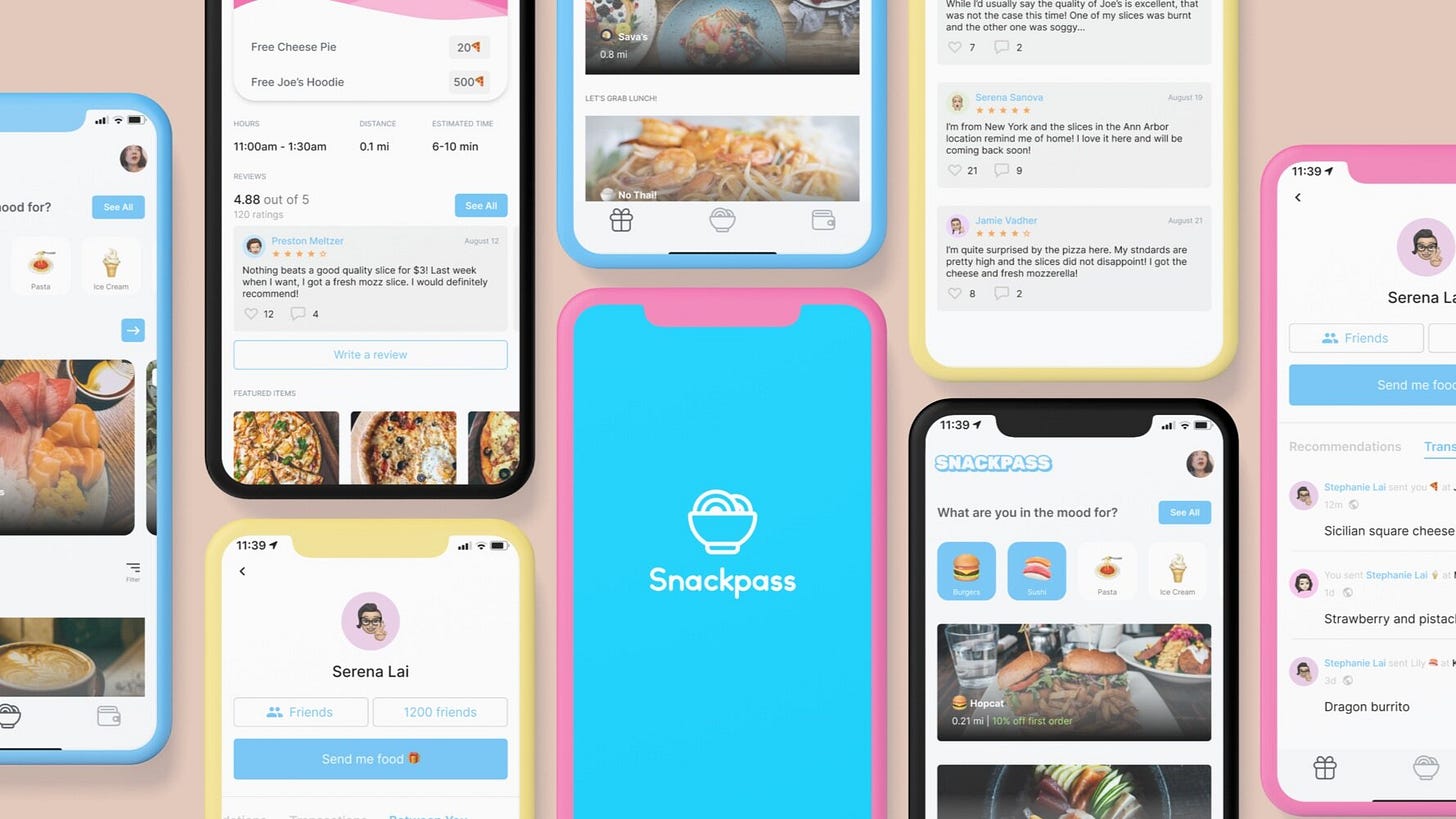 mood for?
See All
Pasta
Ice Cream
Filter
Free Cheese Pie
20
Free Joe's Hoodie
500
HOURS
DISTANCE
ESTIMATED TIME
11:00am - 1:30am
0.1 mi
6-10 min
REVIEWS
4.88 out of 5
120 ratings
See All
Preston Meltzer
August 12
Nothing beats a good quality slice for $3! Last week
when I want, I got a fresh mozz slice. I would definitely
recommend!
12
4
Write a review
FEATURED ITEMS
11:39
Serena Lai
Friends
1200 friends
Send me food
Between You
Sava's
0.8 mi
LET'S GRAB LUNCH!
No Thai!
Snackpass
While I'd usually say the quality of Joe's is excellent, that
was not the case this time! One of my slices was burnt
and the other one was soggy...
7
2
Serena Sanova
August 19
I'm from New York and the slices in the Ann Arbor
location remind me of home! I love it here and will be
coming back soon!
21
9
Jamie Vadher
August 21
I'm quite surprised by the pizza here. My stndards are
pretty high and the slices did not disappoint! I got the
cheese and fresh mozzerella!
8
2
11:39
SNACKPASS
What are you in the mood for?
See All
Burgers
Sushi
Pasta
Ice Cream
Hopcat
0.21 mi | 10% off first order
11:39
Serena
Friends
Send me
Recommendations
Stephanie Lai sent you at
12m
Sicilian square cheese
You sent Stephanie Lai at
1d
Strawberry and
Stephanie Lai sent Lily at
3d
Dragon burrito